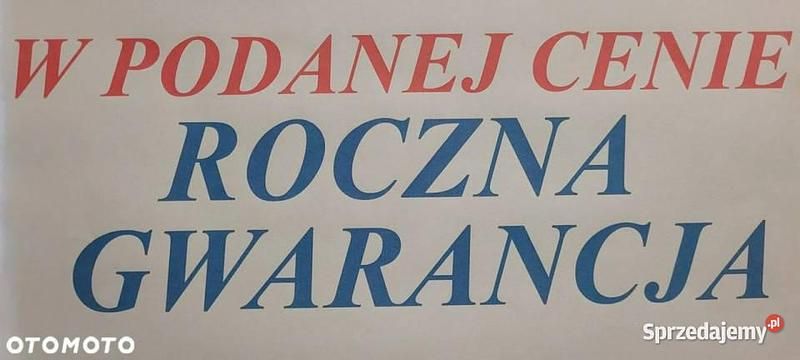 W PODANEJ CENIE
ROCZNA
GWARANCJA
OTOMOTO
Sprzedajemy.pl